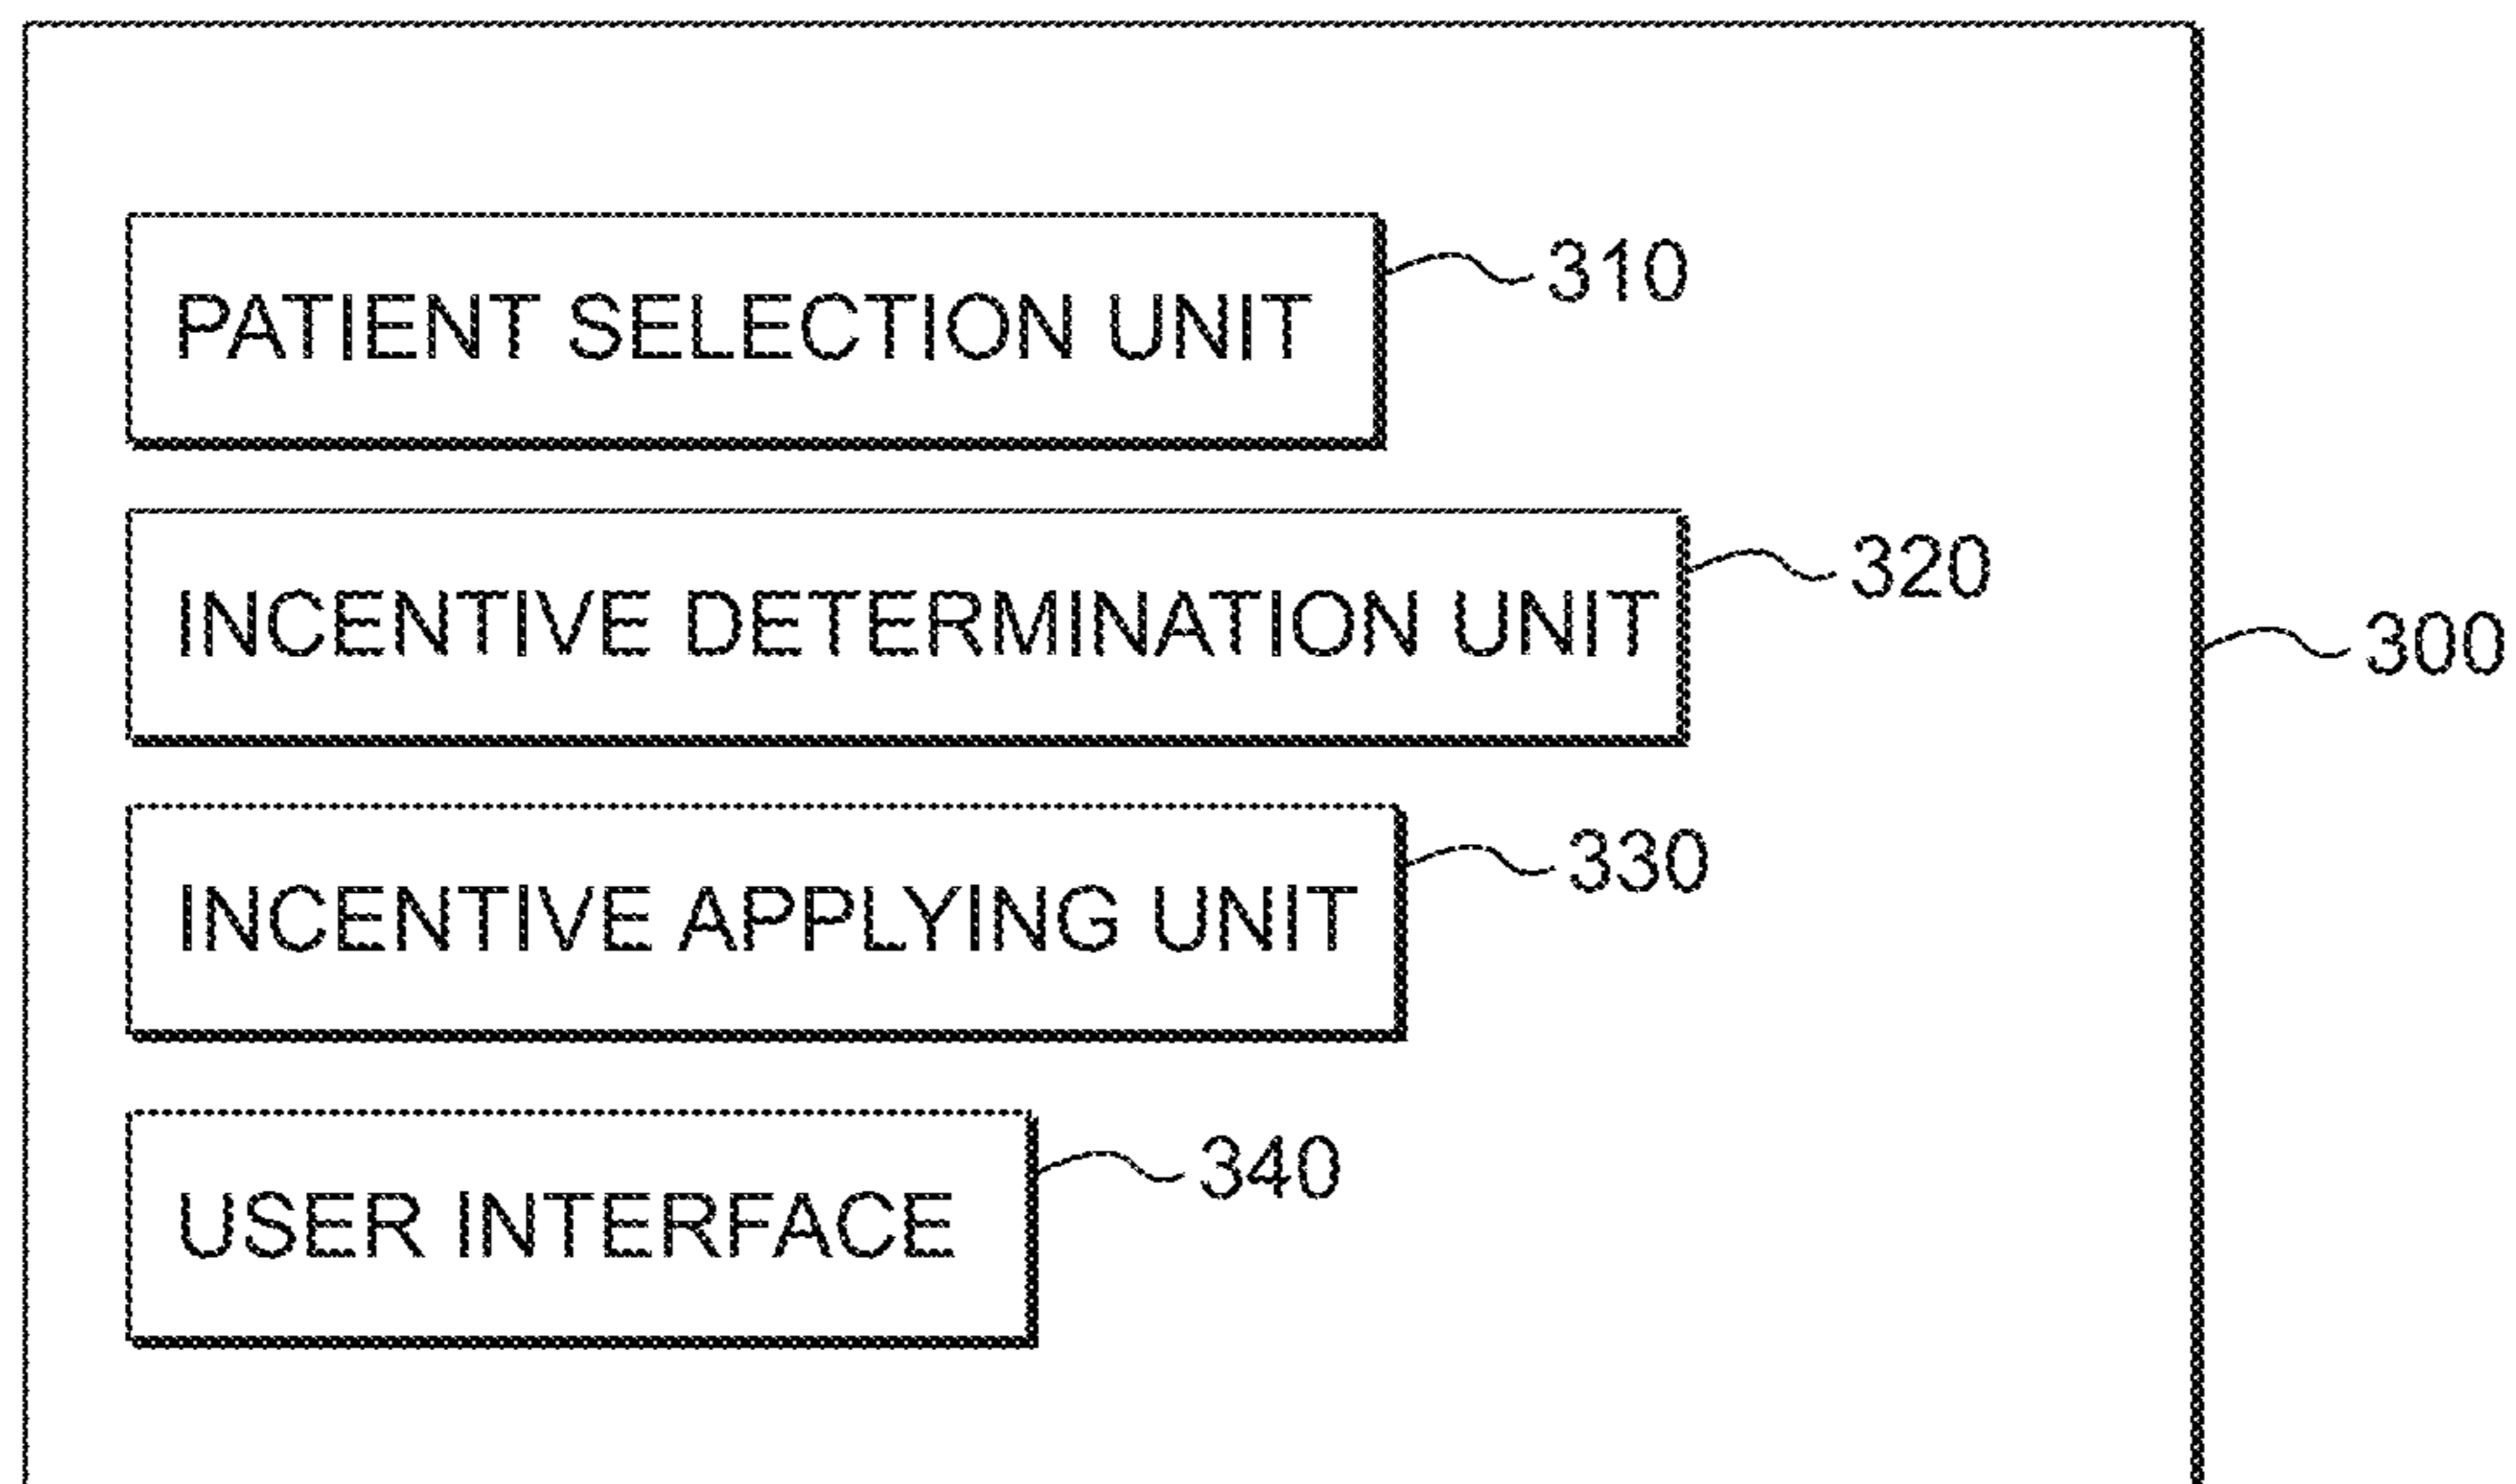 310
PATIENT SELECTION UNIT
320
INCENTIVE DETERMINATION UNIT
300
330
INCENTIVE APPLYING UNIT
340
USER INTERFACE